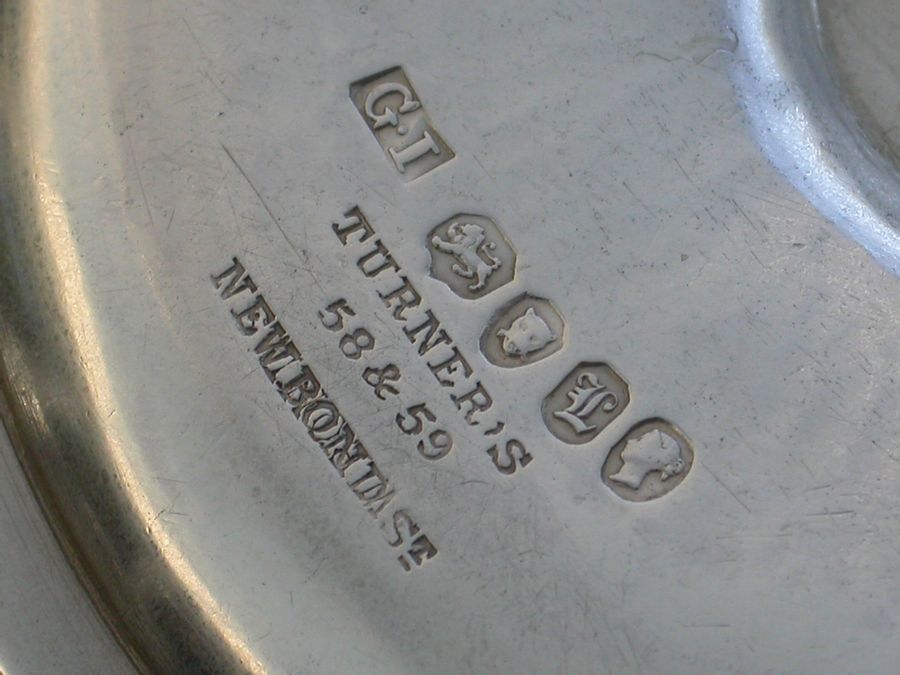 G·I
L
TURNER'S
58 & 59
NEW BOND ST